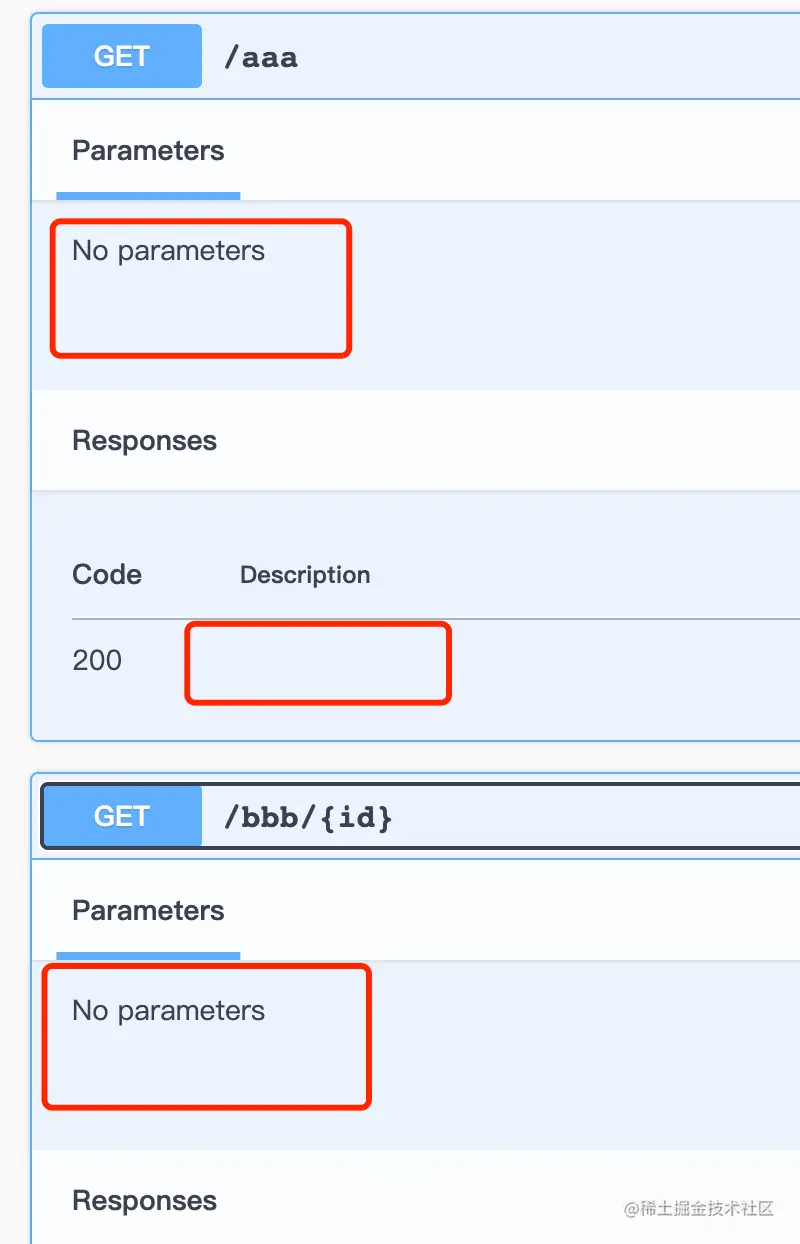 GET /aaa
Parameters
No parameters
Responses
Code Description
200
GET /bbb/{id}
Parameters
No parameters
Responses
@稀土掘金技术社区